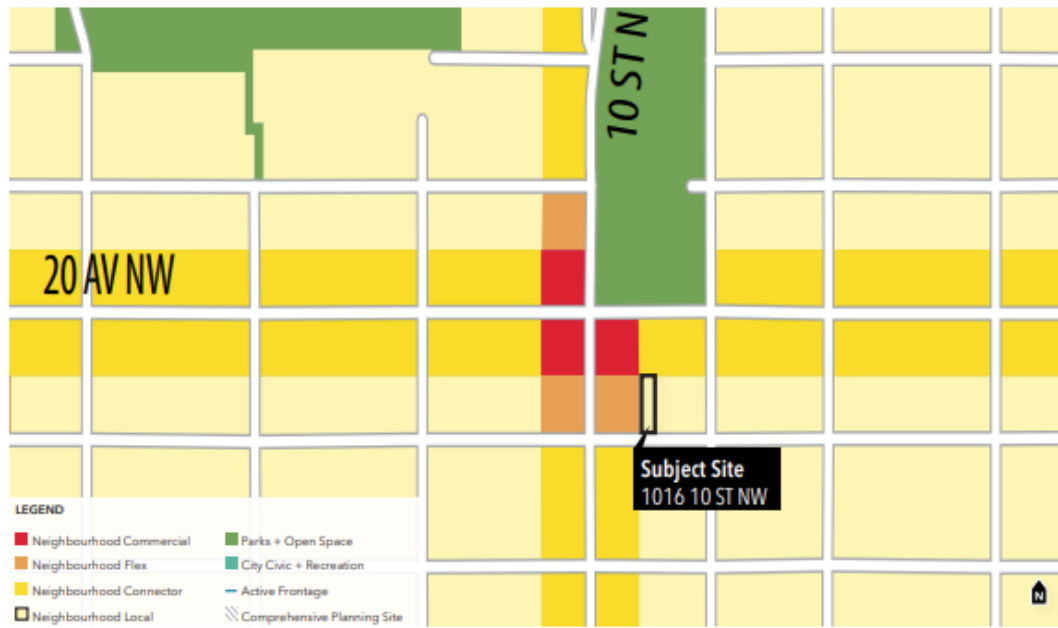 10 ST N
20 AV NW
Subject Site
1016 10 ST NW
LEGEND
Neighbourhood Commercial
Neighbourhood Flex
Neighbourhood Connector
Neighbourhood Local
Parks + Open Space
City Civic + Recreation
Active Frontage
Comprehensive Planning Site
N